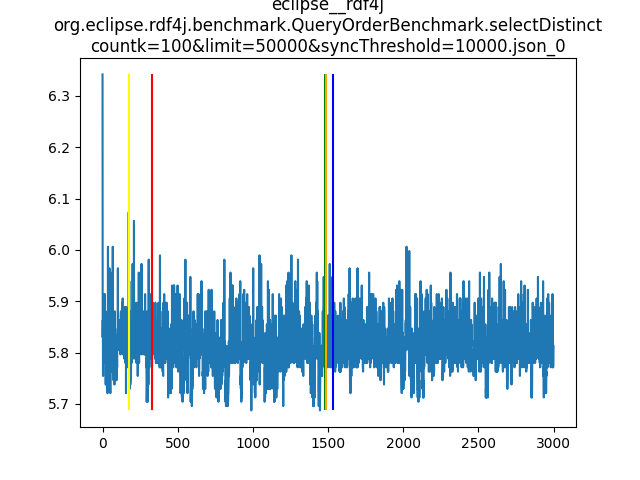 eclipse__rdf4j
org.eclipse.rdf4j.benchmark.QueryOrderBenchmark.selectDistinct
countk=100&limit=50000&syncThreshold=10000.json_0
6.3
6.2
6.1
6.0
5.9
5.8
5.7
0 500 1000 1500 2000 2500 3000